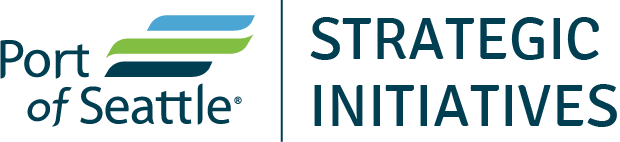 Port
of Seattle®
STRATEGIC
INITIATIVES